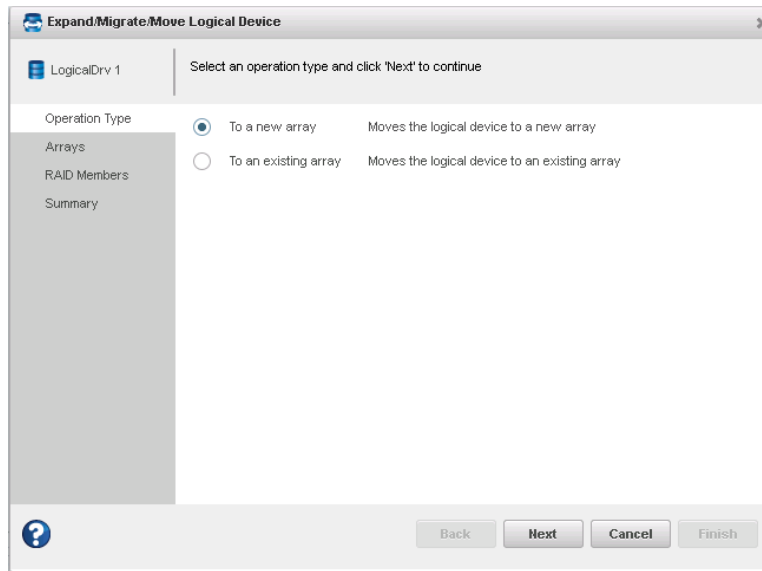 Expand/Migrate/Move Logical Device
LogicalDrv 1
Select an operation type and click 'Next' to continue
Operation Type
Arrays
RAID Members
Summary
To a new array Moves the logical device to a new array
To an existing array Moves the logical device to an existing array
? Back Next Cancel Finish